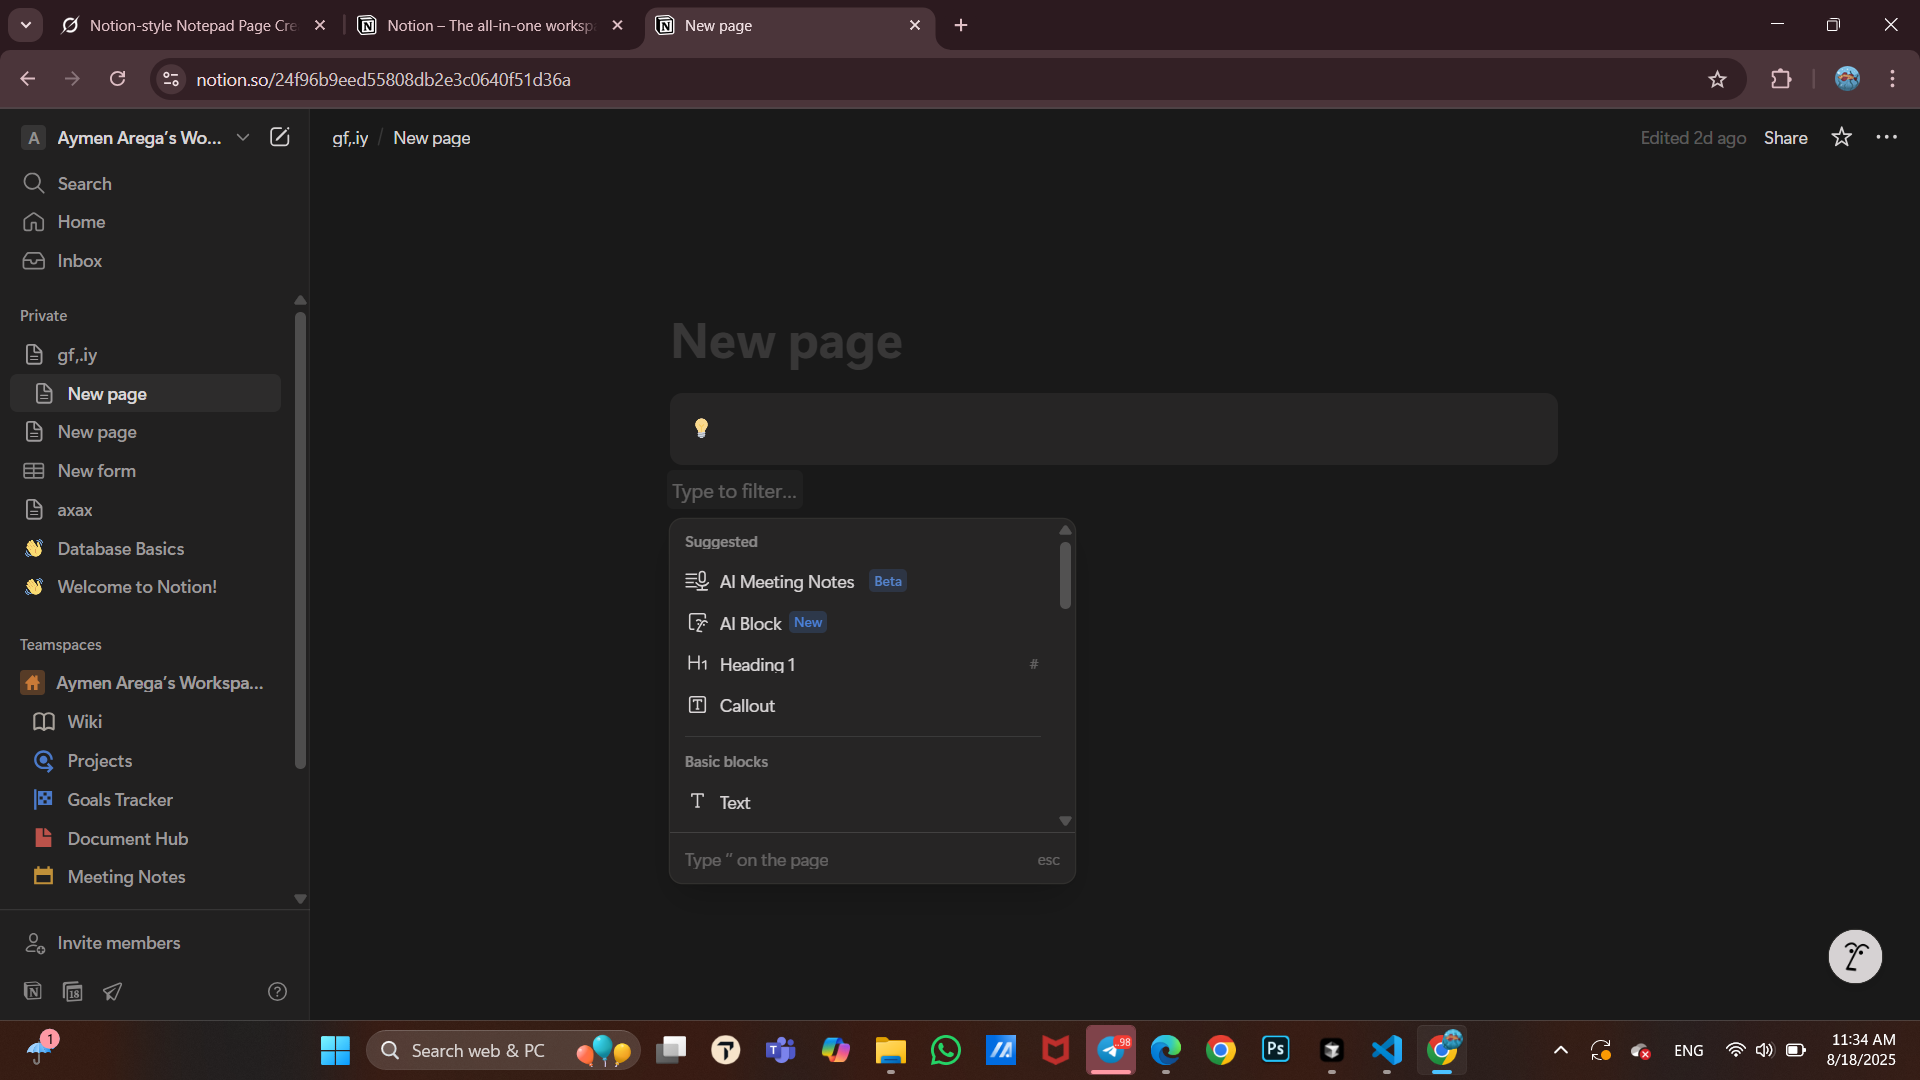 Notion-style Notepad Page Cre
Notion – The all-in-one worksp
New page
notion.so/24f96b9eed55808db2e3c0640f51d36a
A Aymen Arega's Wo...
gf,.iy / New page
Edited 2d ago Share
Search
Home
Inbox
Private
gf,.iy
New page
New page
New form
axax
Database Basics
Welcome to Notion!
Teamspaces
Aymen Arega's Workspa...
Wiki
Projects
Goals Tracker
Document Hub
Meeting Notes
Invite members
18
New page
Type to filter...
Suggested
AI Meeting Notes Beta
AI Block New
H1 Heading 1 #
Callout
Basic blocks
T Text
Type '/' on the page esc
1
Search web & PC
98
Ps
ENG
11:34 AM
8/18/2025